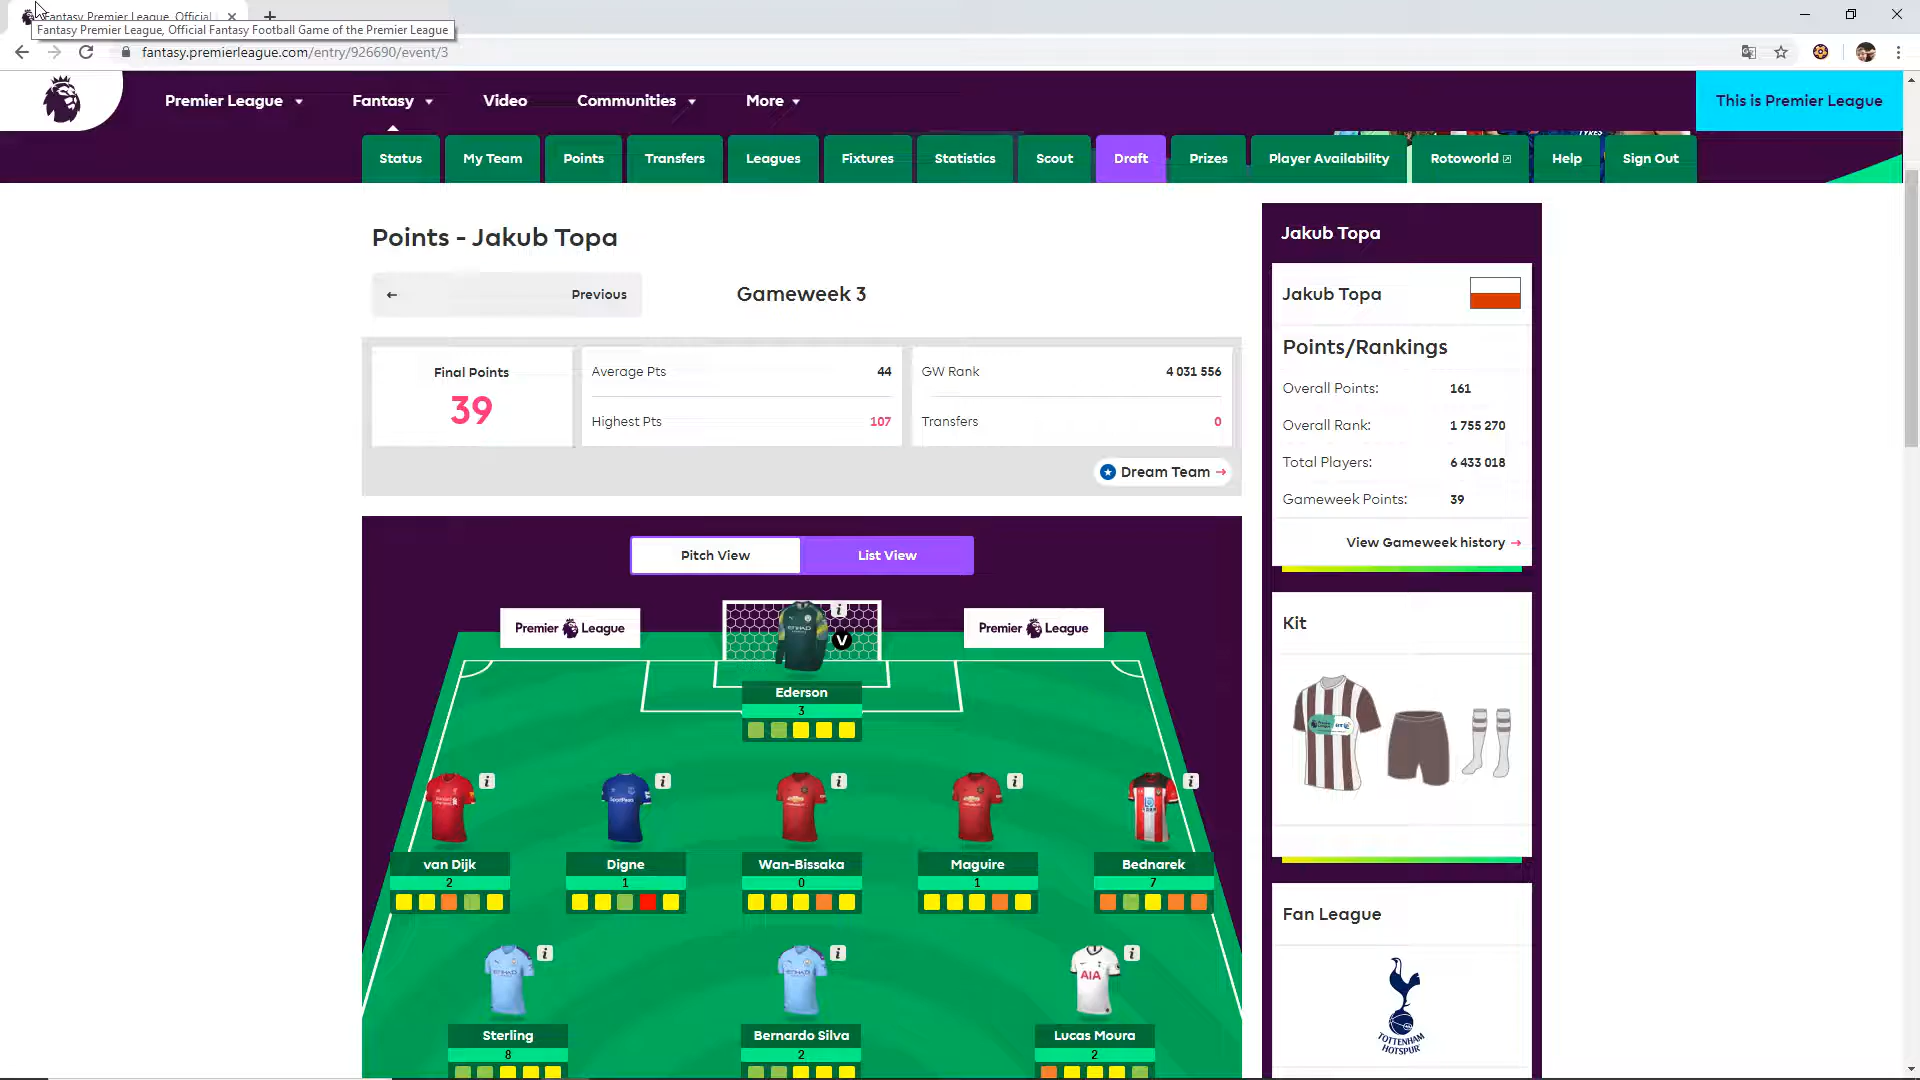 Fantasy Premier League, Official
Fantasy Premier League, Official Fantasy Football Game of the Premier League
fantasy.premierleague.com/entry/926690/event/3
Premier League
Fantasy
Video
Communities
More
This is Premier League
Status
My Team
Points
Transfers
Leagues
Fixtures
Statistics
Scout
Draft
Prizes
Player Availability
Rotoworld
Help
Sign Out
Points - Jakub Topa
← Previous
Gameweek 3
Final Points
39
Average Pts 44
Highest Pts 107
GW Rank 4 031 556
Transfers 0
Dream Team →
Pitch View
List View
Premier League
Premier League
V
Ederson
3
van Dijk
2
Digne
1
Wan-Bissaka
0
Maguire
1
Bednarek
7
AIA
Sterling
8
Bernardo Silva
2
Lucas Moura
2
Jakub Topa
Jakub Topa
Points/Rankings
Overall Points: 161
Overall Rank: 1 755 270
Total Players: 6 433 018
Gameweek Points: 39
View Gameweek history →
Kit
Fan League
TOTTENHAM
HOTSPUR